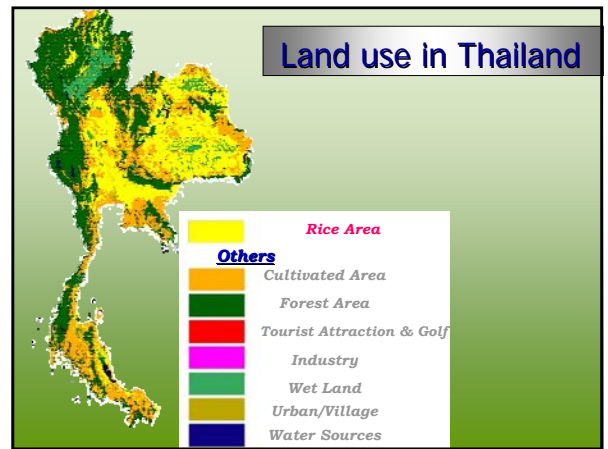 Land use in Thailand
Rice Area
Others
Cultivated Area
Forest Area
Tourist Attraction & Golf
Industry
Wet Land
Urban/Village
Water Sources